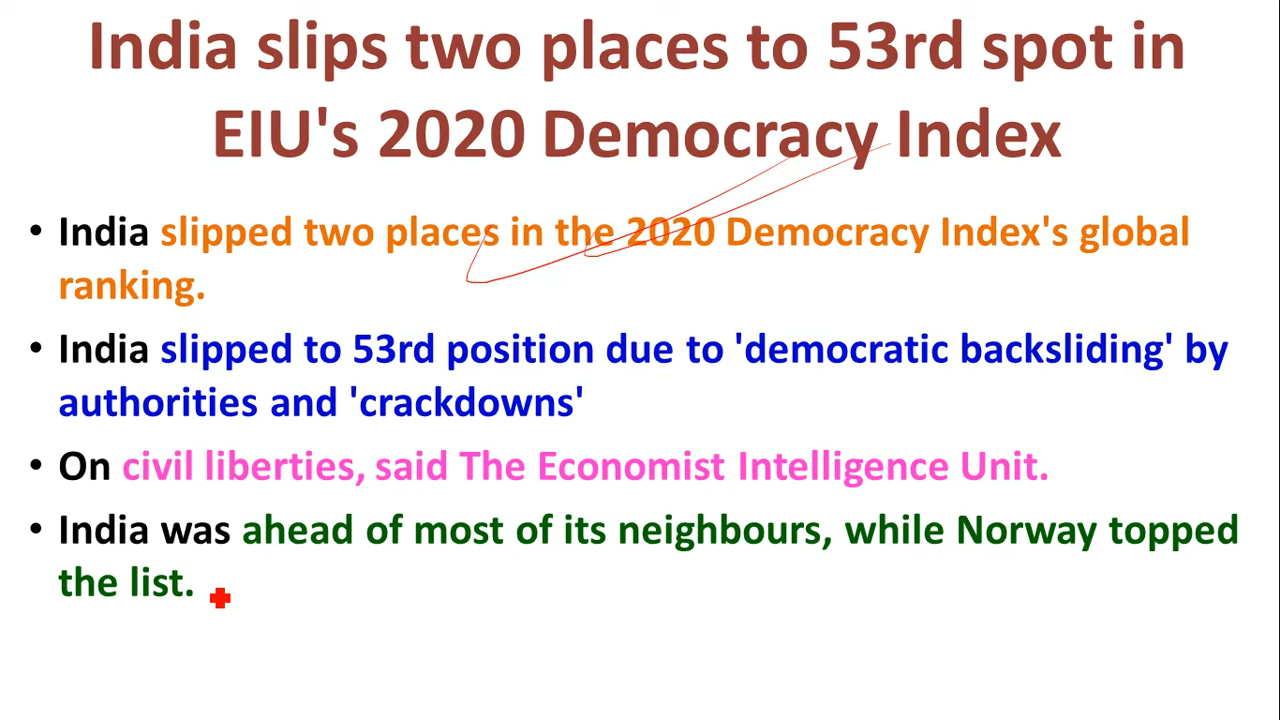 India slips two places to 53rd spot in
EIU's 2020 Democracy Index
• India slipped two places in the 2020 Democracy Index's global
ranking.
• India slipped to 53rd position due to 'democratic backsliding' by
authorities and 'crackdowns'
• On civil liberties, said The Economist Intelligence Unit.
• India was ahead of most of its neighbours, while Norway topped
the list.